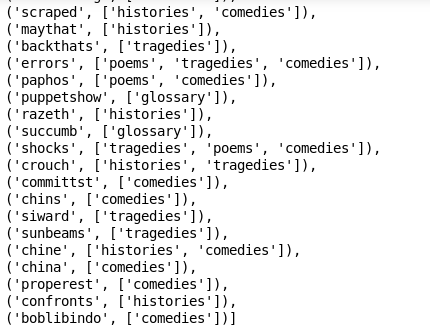 ('scraped', ['histories', 'comedies']),
('maythat', ['histories']),
('backthats', ['tragedies']),
('errors', ['poems', 'tragedies', 'comedies']),
('paphos', ['poems', 'comedies']),
('puppetshow', ['glossary']),
('razeth', ['histories']),
('succumb', ['glossary']),
('shocks', ['tragedies', 'poems', 'comedies']),
('crouch', ['histories', 'tragedies']),
('committst', ['comedies']),
('chins', ['comedies']),
('siward', ['tragedies']),
('sunbeams', ['tragedies']),
('chine', ['histories', 'comedies']),
('china', ['comedies']),
('properest', ['comedies']),
('confronts', ['histories']),
('boblibindo', ['comedies'])]